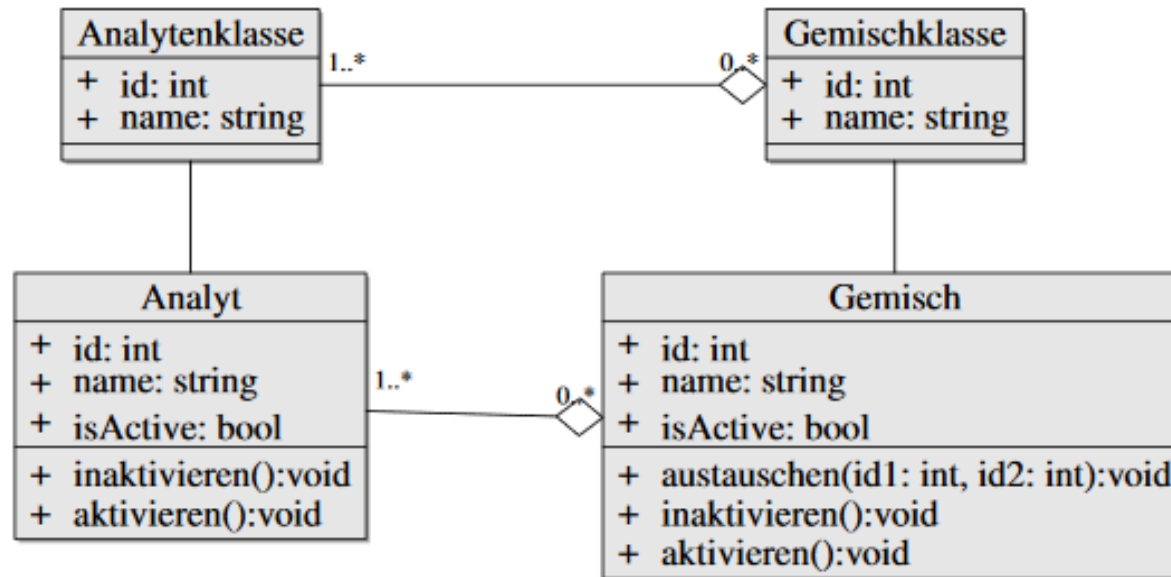 Analytenklasse
+ id: int
+ name: string
1..*
0..*
Gemischklasse
+ id: int
+ name: string
Analyt
+ id: int
+ name: string
+ isActive: bool
+ inaktivieren():void
+ aktivieren():void
1..*
0..*
Gemisch
+ id: int
+ name: string
+ isActive: bool
+ austauschen(id1: int, id2: int):void
+ inaktivieren():void
+ aktivieren():void